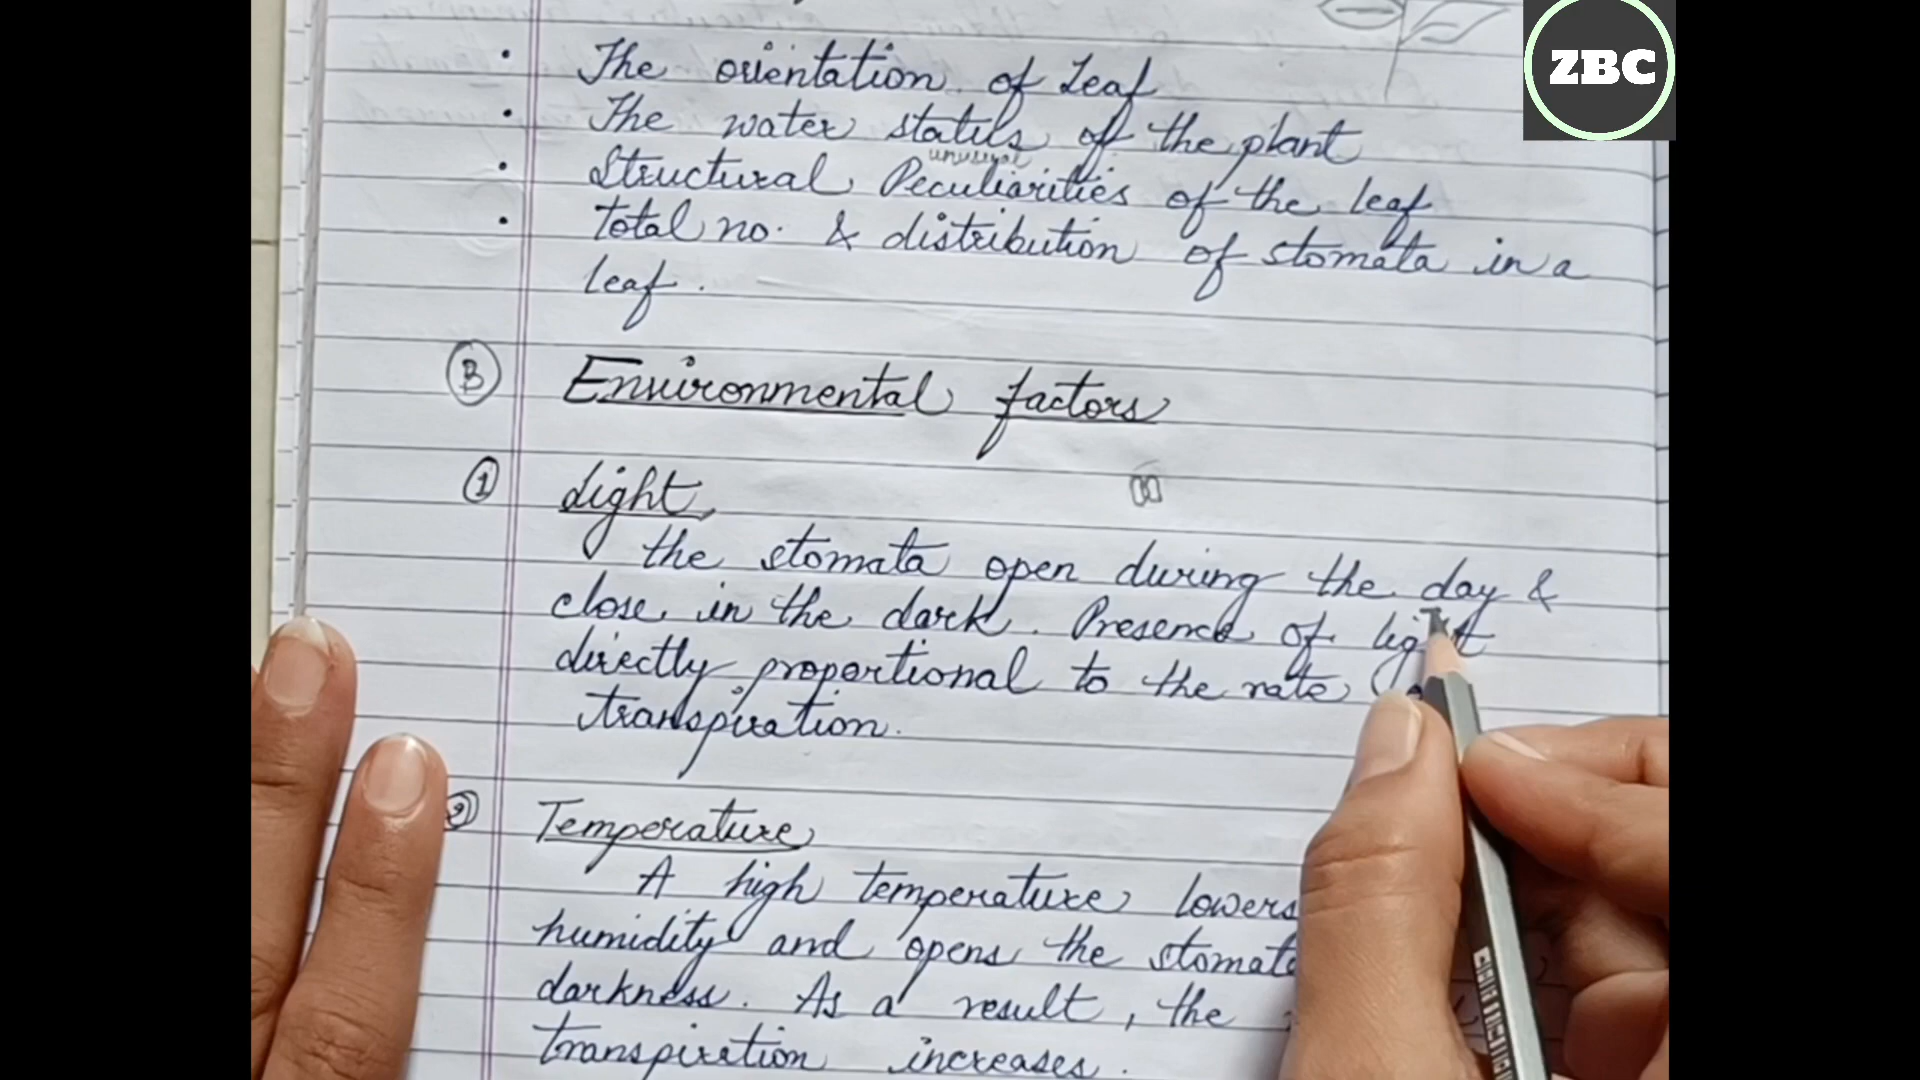 ZBC
• The orientation of Leaf
• The water status of the plant
unusual
• Structural Peculiarities of the leaf
• Total no. & distribution of stomata in a
leaf.
B Environmental factors
1 Light
the stomata open during the day &
close in the dark. Presence of light
directly proportional to the rate
transpiration.
2 Temperature
A high temperature lowers
humidity and opens the stomata
darkness. As a result, the
transpiration increases.